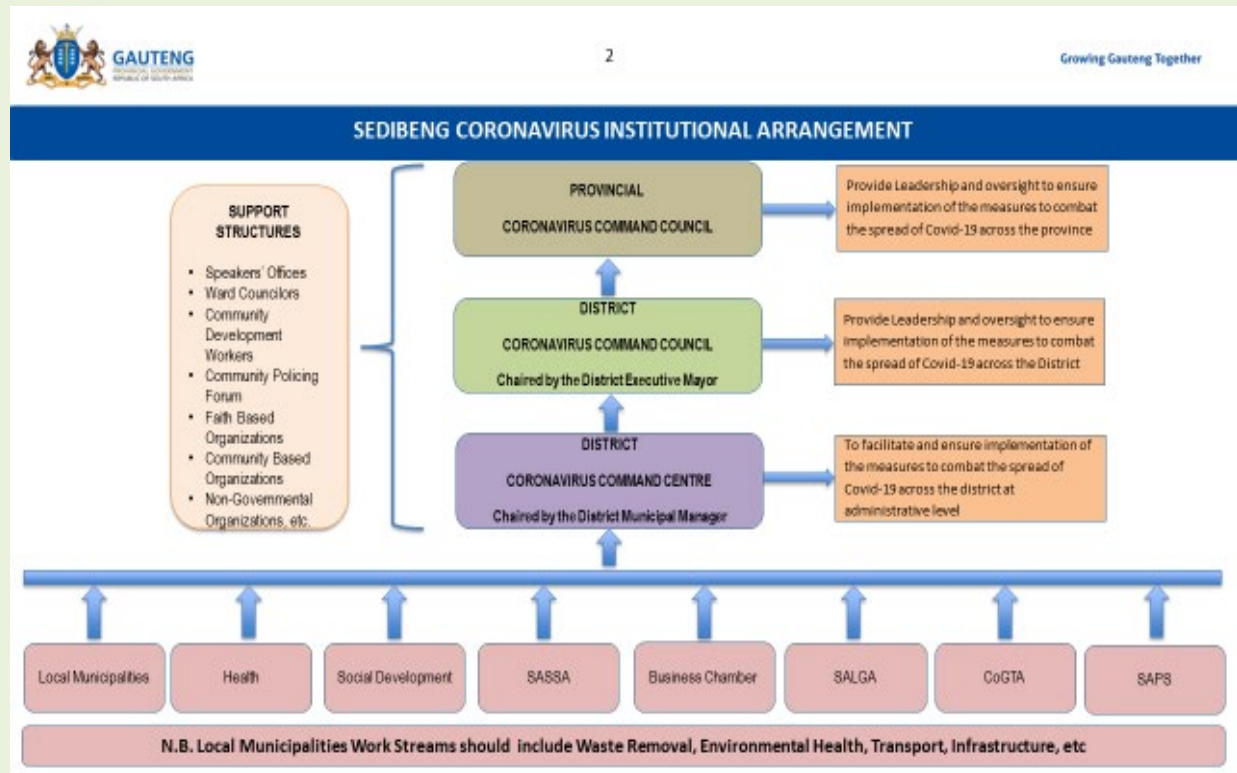 GAUTENG
PROVINCIAL GOVERNMENT
REPUBLIC OF SOUTH AFRICA
2
Growing Gauteng Together
SEDIBENG CORONAVIRUS INSTITUTIONAL ARRANGEMENT
SUPPORT
STRUCTURES
• Speakers' Offices
• Ward Councilors
• Community
Development
Workers
• Community Policing
Forum
• Faith Based
Organizations
• Community Based
Organizations
• Non-Governmental
Organizations, etc.
PROVINCIAL
CORONAVIRUS COMMAND COUNCIL
Provide Leadership and oversight to ensure
implementation of the measures to combat
the spread of Covid-19 across the province
DISTRICT
CORONAVIRUS COMMAND COUNCIL
Chaired by the District Executive Mayor
Provide Leadership and oversight to ensure
implementation of the measures to combat
the spread of Covid-19 across the District
DISTRICT
CORONAVIRUS COMMAND CENTRE
Chaired by the District Municipal Manager
To facilitate and ensure implementation of
the measures to combat the spread of
Covid-19 across the district at
administrative level
Local Municipalities
Health
Social Development
SASSA
Business Chamber
SALGA
CoGTA
SAPS
N.B. Local Municipalities Work Streams should include Waste Removal, Environmental Health, Transport, Infrastructure, etc